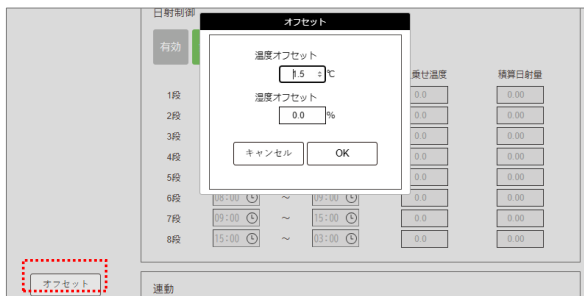 日射制御
オフセット
有効
温度オフセット
1.5 ℃
乗せ温度 積算日射量
湿度オフセット
0.0 %
キャンセル OK
1段 0.0 0.00
2段 0.0 0.00
3段 0.0 0.00
4段 0.0 0.00
5段 0.0 0.00
6段 08:00 ～ 09:00 0.0 0.00
7段 09:00 ～ 15:00 0.0 0.00
8段 15:00 ～ 03:00 0.0 0.00
オフセット
連動